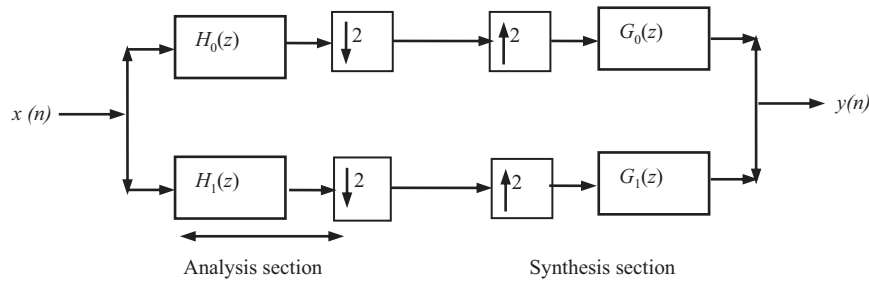 H₀(z) 2 2 G₀(z)
x (n) y(n)
H₁(z) 2 2 G₁(z)
Analysis section Synthesis section